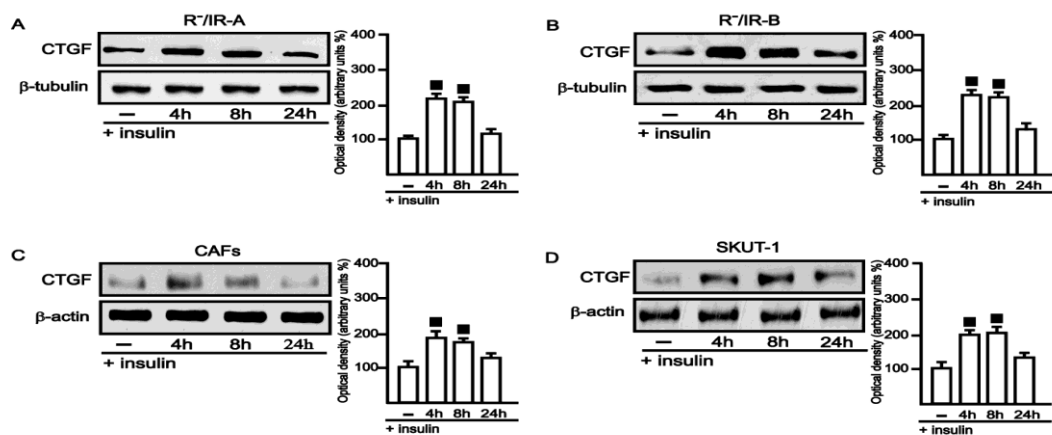 A
R⁻/IR-A
CTGF
β-tubulin
— 4h 8h 24h
+ insulin
Optical density (arbitrary units %)
400
300
200
100
— 4h 8h 24h
+ insulin
B
R⁻/IR-B
CTGF
β-tubulin
— 4h 8h 24h
+ insulin
Optical density (arbitrary units %)
400
300
200
100
— 4h 8h 24h
+ insulin
C
CAFs
CTGF
β-actin
— 4h 8h 24h
+ insulin
Optical density (arbitrary units %)
400
300
200
100
— 4h 8h 24h
+ insulin
D
SKUT-1
CTGF
β-actin
— 4h 8h 24h
+ insulin
Optical density (arbitrary units %)
400
300
200
100
— 4h 8h 24h
+ insulin